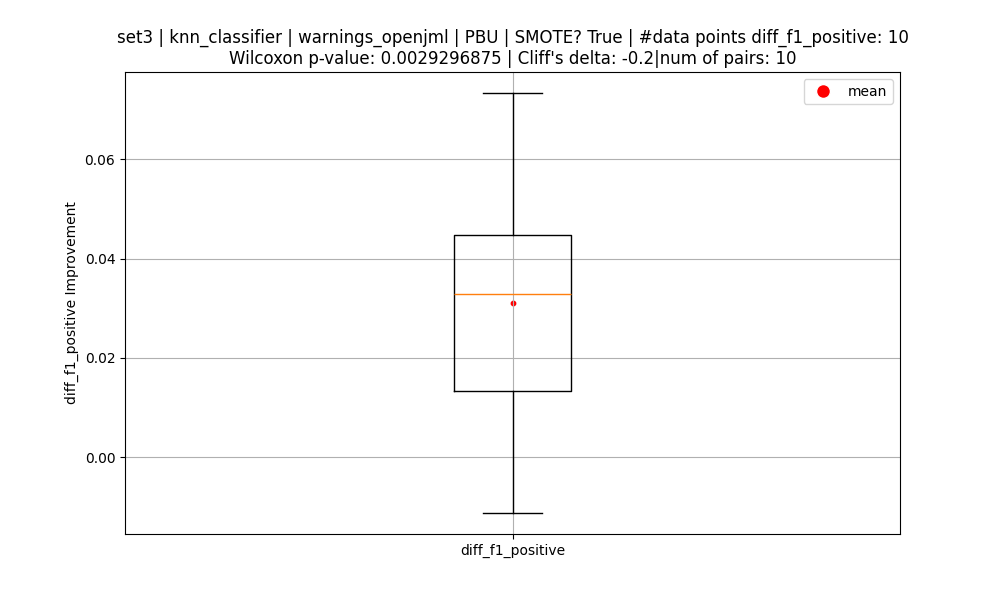 set3 | knn_classifier | warnings_openjml | PBU | SMOTE? True | #data points diff_f1_positive: 10
Wilcoxon p-value: 0.0029296875 | Cliff's delta: -0.2|num of pairs: 10
mean
0.06
0.04
0.02
0.00
diff_f1_positive Improvement
diff_f1_positive